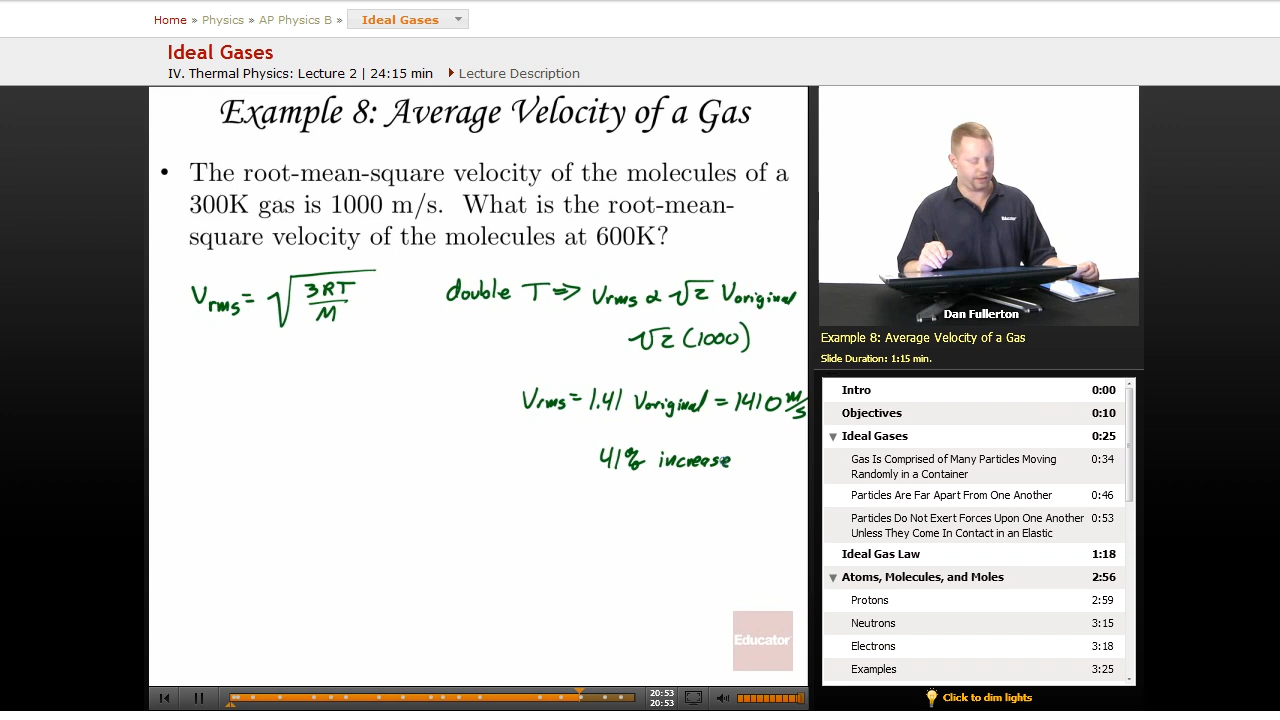 Home » Physics » AP Physics B » Ideal Gases
Ideal Gases
IV. Thermal Physics: Lecture 2 | 24:15 min Lecture Description
Example 8: Average Velocity of a Gas
• The root-mean-square velocity of the molecules of a
300K gas is 1000 m/s. What is the root-mean-
square velocity of the molecules at 600K?
Vrms = √(3RT/M)
double T => Vrms ∝ √2 Voriginal
√2 (1000)
Vrms = 1.41 Voriginal = 1410 m/s
41% increase
Educator
Educator
Dan Fullerton
Example 8: Average Velocity of a Gas
Slide Duration: 1:15 min.
Intro 0:00
Objectives 0:10
Ideal Gases 0:25
Gas Is Comprised of Many Particles Moving 0:34
Randomly in a Container
Particles Are Far Apart From One Another 0:46
Particles Do Not Exert Forces Upon One Another 0:53
Unless They Come In Contact in an Elastic
Ideal Gas Law 1:18
Atoms, Molecules, and Moles 2:56
Protons 2:59
Neutrons 3:15
Electrons 3:18
Examples 3:25
20:53
20:53
Click to dim lights